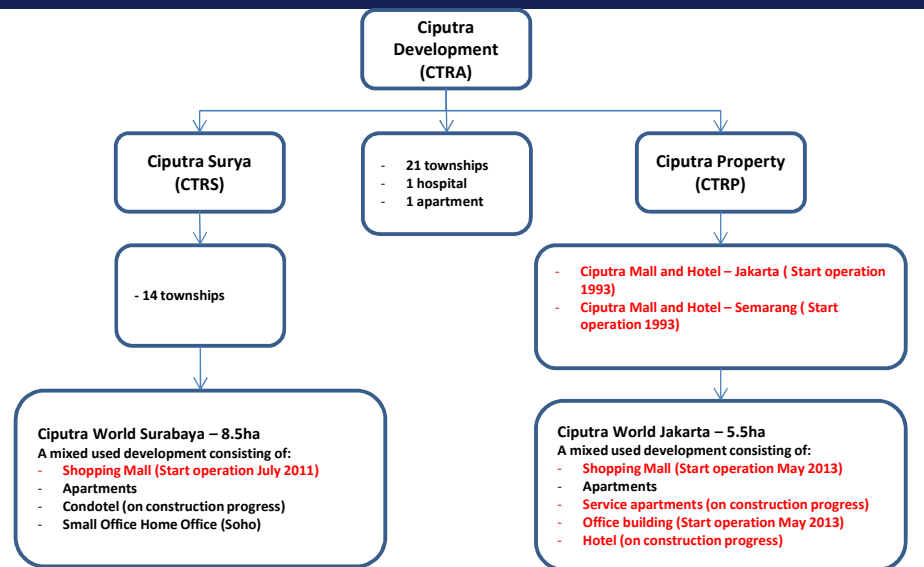 Ciputra
Development
(CTRA)
Ciputra Surya
(CTRS)
- 21 townships
- 1 hospital
- 1 apartment
Ciputra Property
(CTRP)
- 14 townships
- Ciputra Mall and Hotel – Jakarta ( Start operation
1993)
- Ciputra Mall and Hotel – Semarang ( Start
operation 1993)
Ciputra World Surabaya – 8.5ha
A mixed used development consisting of:
- Shopping Mall (Start operation July 2011)
- Apartments
- Condotel (on construction progress)
- Small Office Home Office (Soho)
Ciputra World Jakarta – 5.5ha
A mixed used development consisting of:
- Shopping Mall (Start operation May 2013)
- Apartments
- Service apartments (on construction progress)
- Office building (Start operation May 2013)
- Hotel (on construction progress)